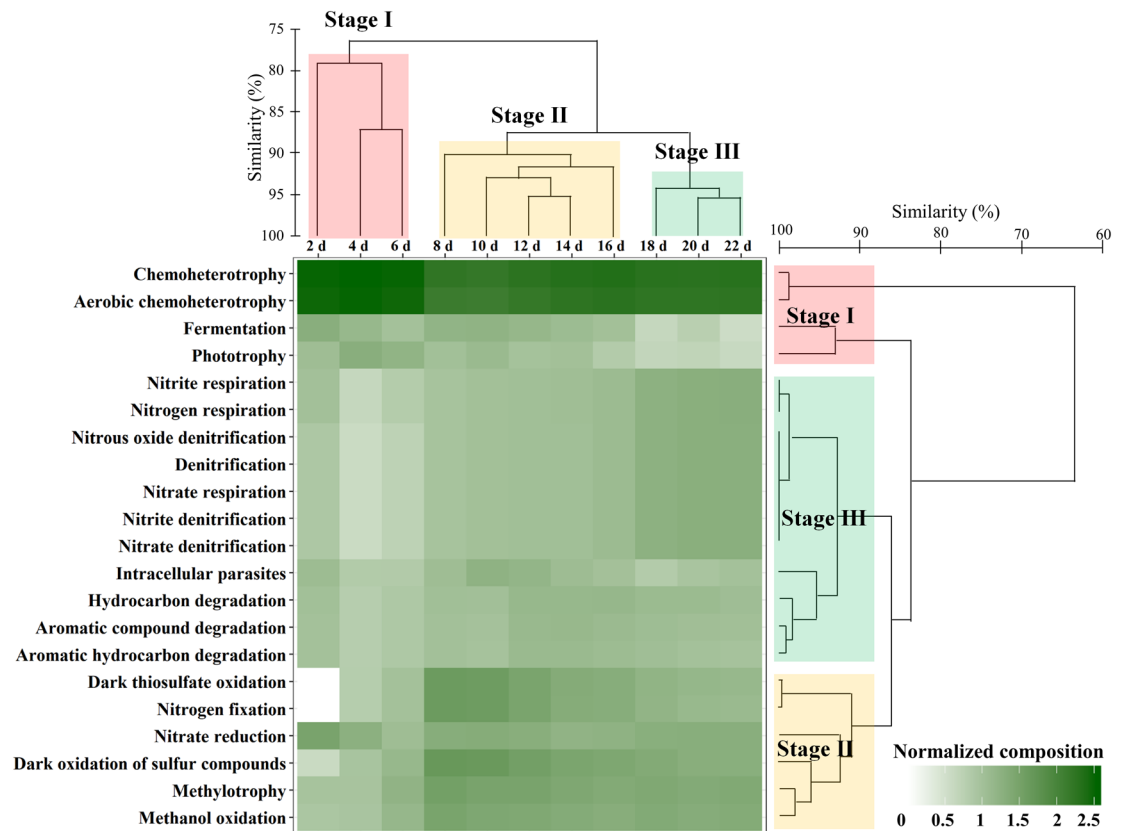 Stage I
75
80
85
90
95
100
Similarity (%)
Stage II
Stage III
2 d 4 d 6 d 8 d 10 d 12 d 14 d 16 d 18 d 20 d 22 d
Similarity (%)
100 90 80 70 60
Chemoheterotrophy
Aerobic chemoheterotrophy
Fermentation
Phototrophy
Nitrite respiration
Nitrogen respiration
Nitrous oxide denitrification
Denitrification
Nitrate respiration
Nitrite denitrification
Nitrate denitrification
Intracellular parasites
Hydrocarbon degradation
Aromatic compound degradation
Aromatic hydrocarbon degradation
Dark thiosulfate oxidation
Nitrogen fixation
Nitrate reduction
Dark oxidation of sulfur compounds
Methylotrophy
Methanol oxidation
Stage I
Stage III
Stage II
Normalized composition
0 0.5 1 1.5 2 2.5